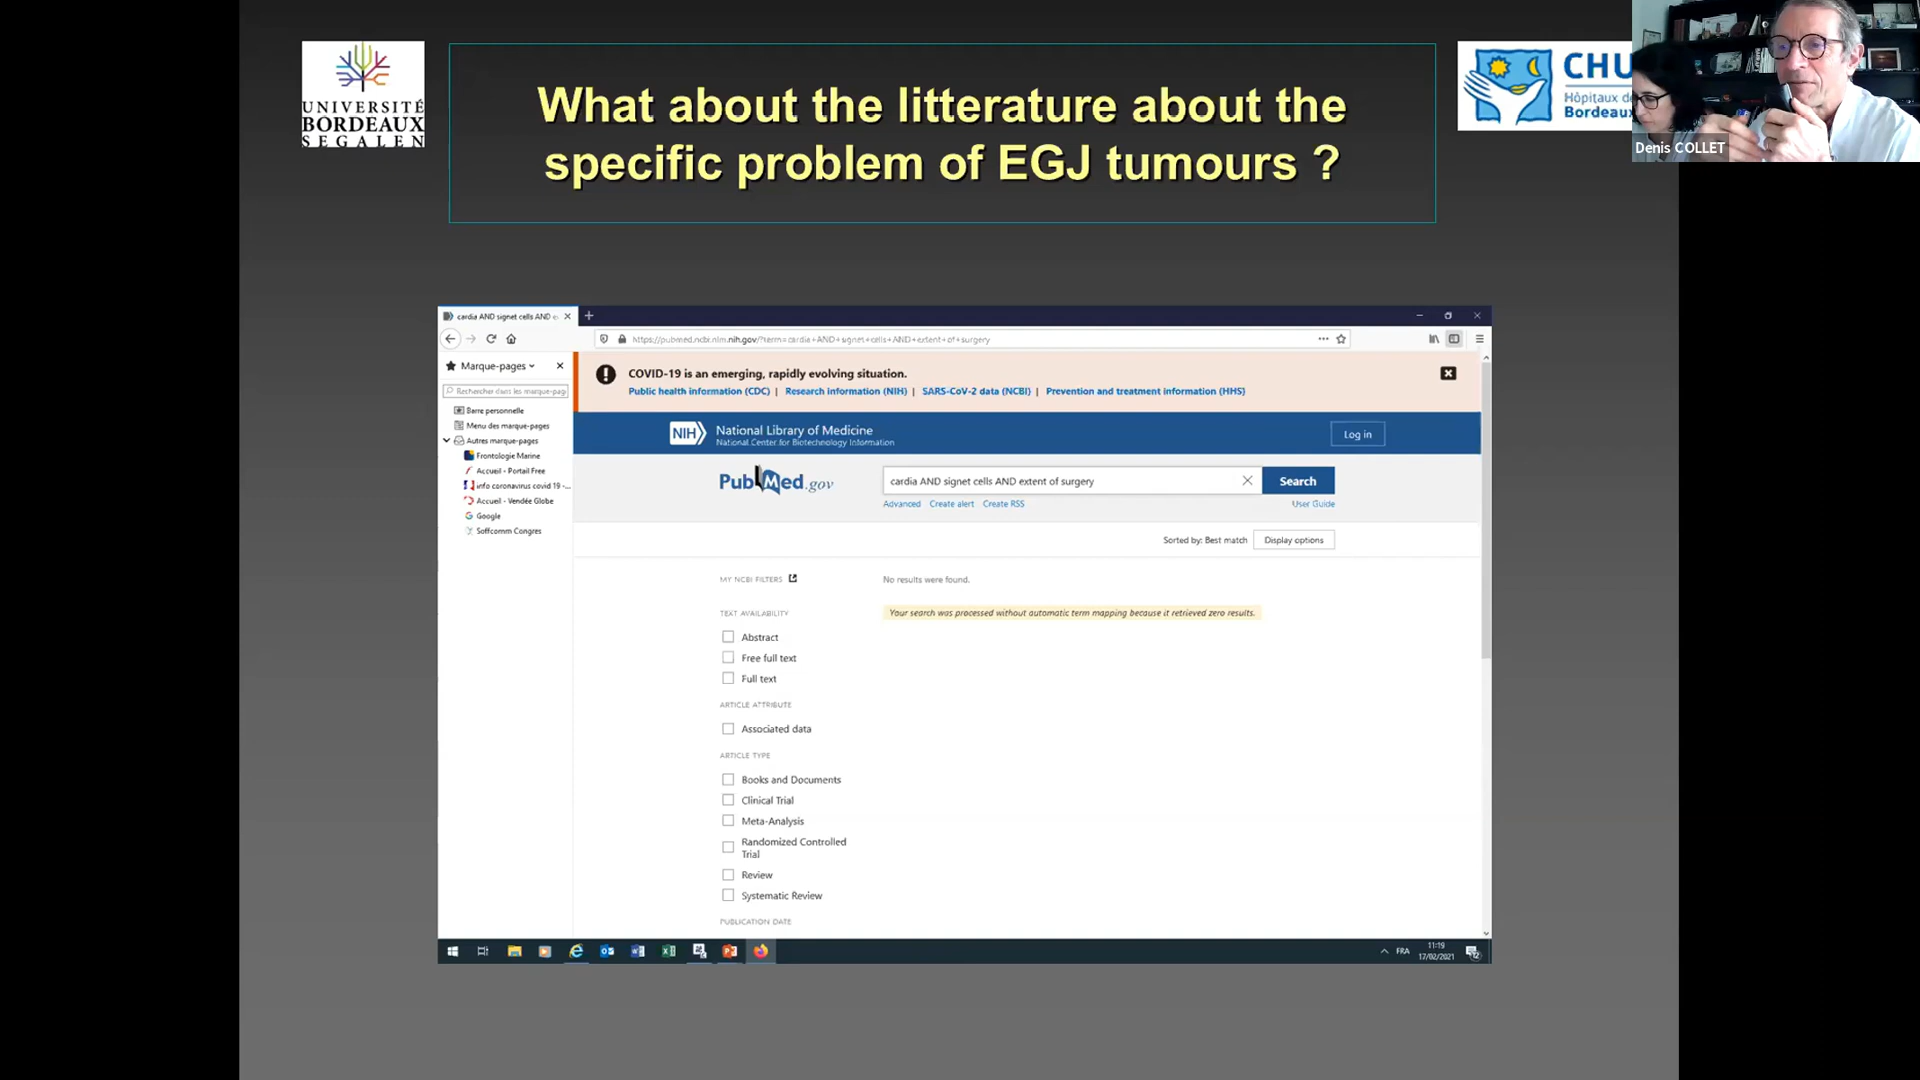 UNIVERSITÉ
BORDEAUX
SEGALEN
What about the litterature about the
specific problem of EGJ tumours ?
CHU
Hôpitaux de
Bordeaux
Denis COLLET
cardia AND signet cells AND e
https://pubmed.ncbi.nlm.nih.gov/?term=cardia+AND+signet+cells+AND+extent+of+surgery
Marque-pages
Rechercher dans les marque-pag
Barre personnelle
Menu des marque-pages
Autres marque-pages
Frontologie Marine
Accueil - Portail Free
info coronavirus covid 19 -...
Accueil - Vendée Globe
Google
Soffcomm Congres
COVID-19 is an emerging, rapidly evolving situation.
Public health information (CDC) | Research information (NIH) | SARS-CoV-2 data (NCBI) | Prevention and treatment information (HHS)
NIH National Library of Medicine
National Center for Biotechnology Information
Log in
PubMed.gov
cardia AND signet cells AND extent of surgery
Search
Advanced Create alert Create RSS
User Guide
Sorted by: Best match Display options
MY NCBI FILTERS
No results were found.
Your search was processed without automatic term mapping because it retrieved zero results.
TEXT AVAILABILITY
Abstract
Free full text
Full text
ARTICLE ATTRIBUTE
Associated data
ARTICLE TYPE
Books and Documents
Clinical Trial
Meta-Analysis
Randomized Controlled
Trial
Review
Systematic Review
PUBLICATION DATE
FRA
11:19
17/02/2021